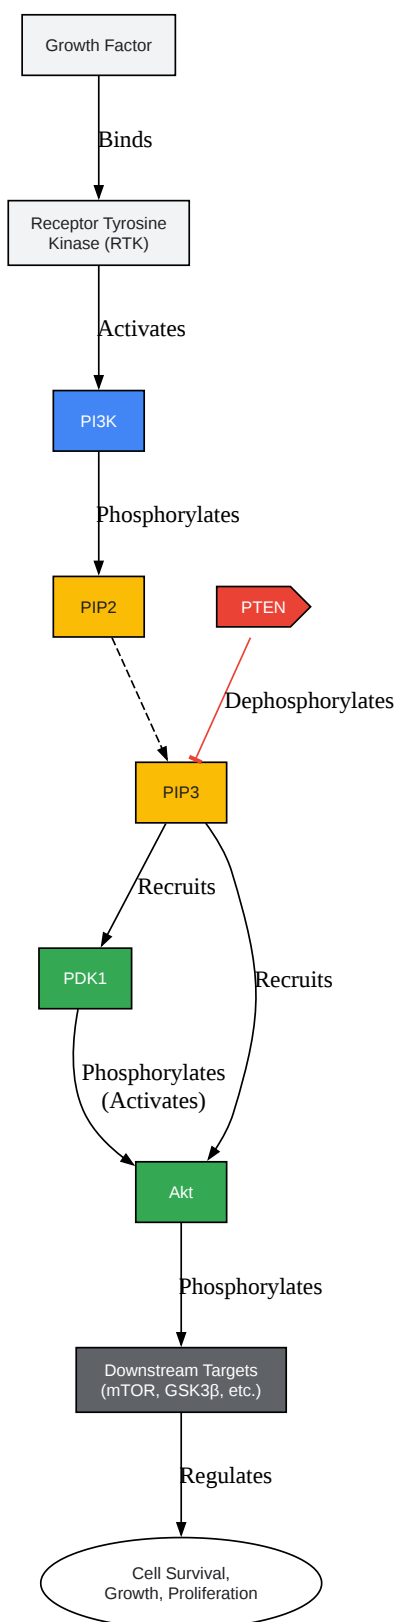 Growth Factor
Binds
Receptor Tyrosine
Kinase (RTK)
Activates
PI3K
Phosphorylates
PIP2
PTEN
Dephosphorylates
PIP3
Recruits
PDK1
Recruits
Phosphorylates
(Activates)
Akt
Phosphorylates
Downstream Targets
(mTOR, GSK3β, etc.)
Regulates
Cell Survival,
Growth, Proliferation